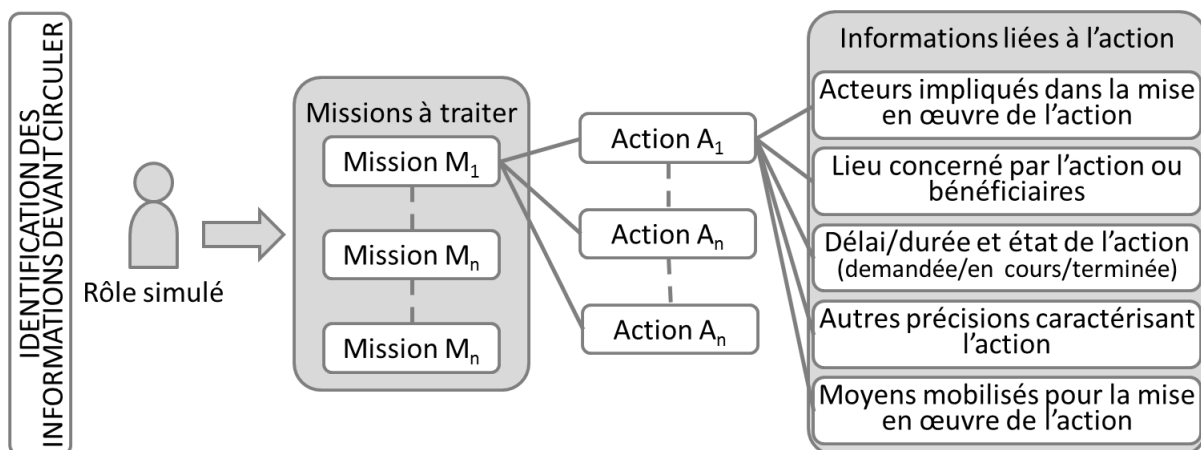 IDENTIFICATION DES
INFORMATIONS DEVANT CIRCULER
Rôle simulé
Missions à traiter
Mission M₁
Mission Mₙ
Mission Mₙ
Action A₁
Action Aₙ
Action Aₙ
Informations liées à l’action
Acteurs impliqués dans la mise
en œuvre de l’action
Lieu concerné par l’action ou
bénéficiaires
Délai/durée et état de l’action
(demandée/en cours/terminée)
Autres précisions caractérisant
l’action
Moyens mobilisés pour la mise
en œuvre de l’action